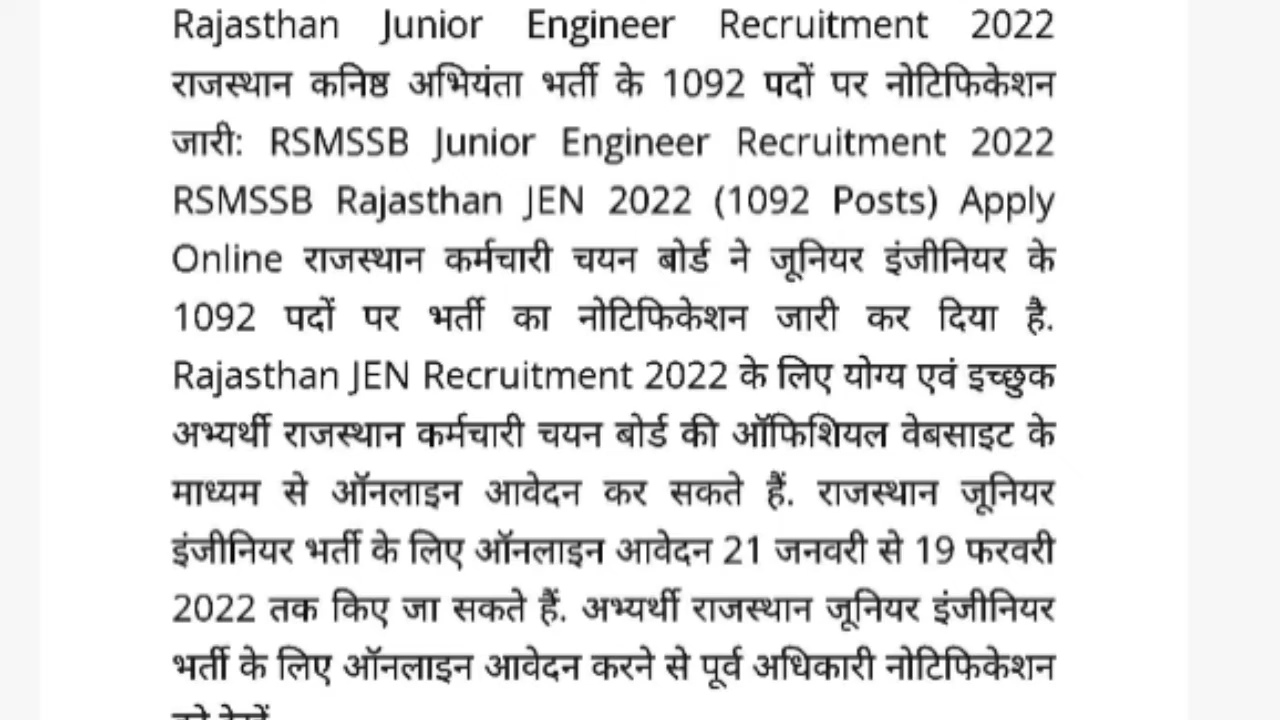 Rajasthan Junior Engineer Recruitment 2022
राजस्थान कनिष्ठ अभियंता भर्ती के 1092 पदों पर नोटिफिकेशन
जारी: RSMSSB Junior Engineer Recruitment 2022
RSMSSB Rajasthan JEN 2022 (1092 Posts) Apply
Online राजस्थान कर्मचारी चयन बोर्ड ने जूनियर इंजीनियर के
1092 पदों पर भर्ती का नोटिफिकेशन जारी कर दिया है.
Rajasthan JEN Recruitment 2022 के लिए योग्य एवं इच्छुक
अभ्यर्थी राजस्थान कर्मचारी चयन बोर्ड की ऑफिशियल वेबसाइट के
माध्यम से ऑनलाइन आवेदन कर सकते हैं. राजस्थान जूनियर
इंजीनियर भर्ती के लिए ऑनलाइन आवेदन 21 जनवरी से 19 फरवरी
2022 तक किए जा सकते हैं. अभ्यर्थी राजस्थान जूनियर इंजीनियर
भर्ती के लिए ऑनलाइन आवेदन करने से पूर्व अधिकारी नोटिफिकेशन